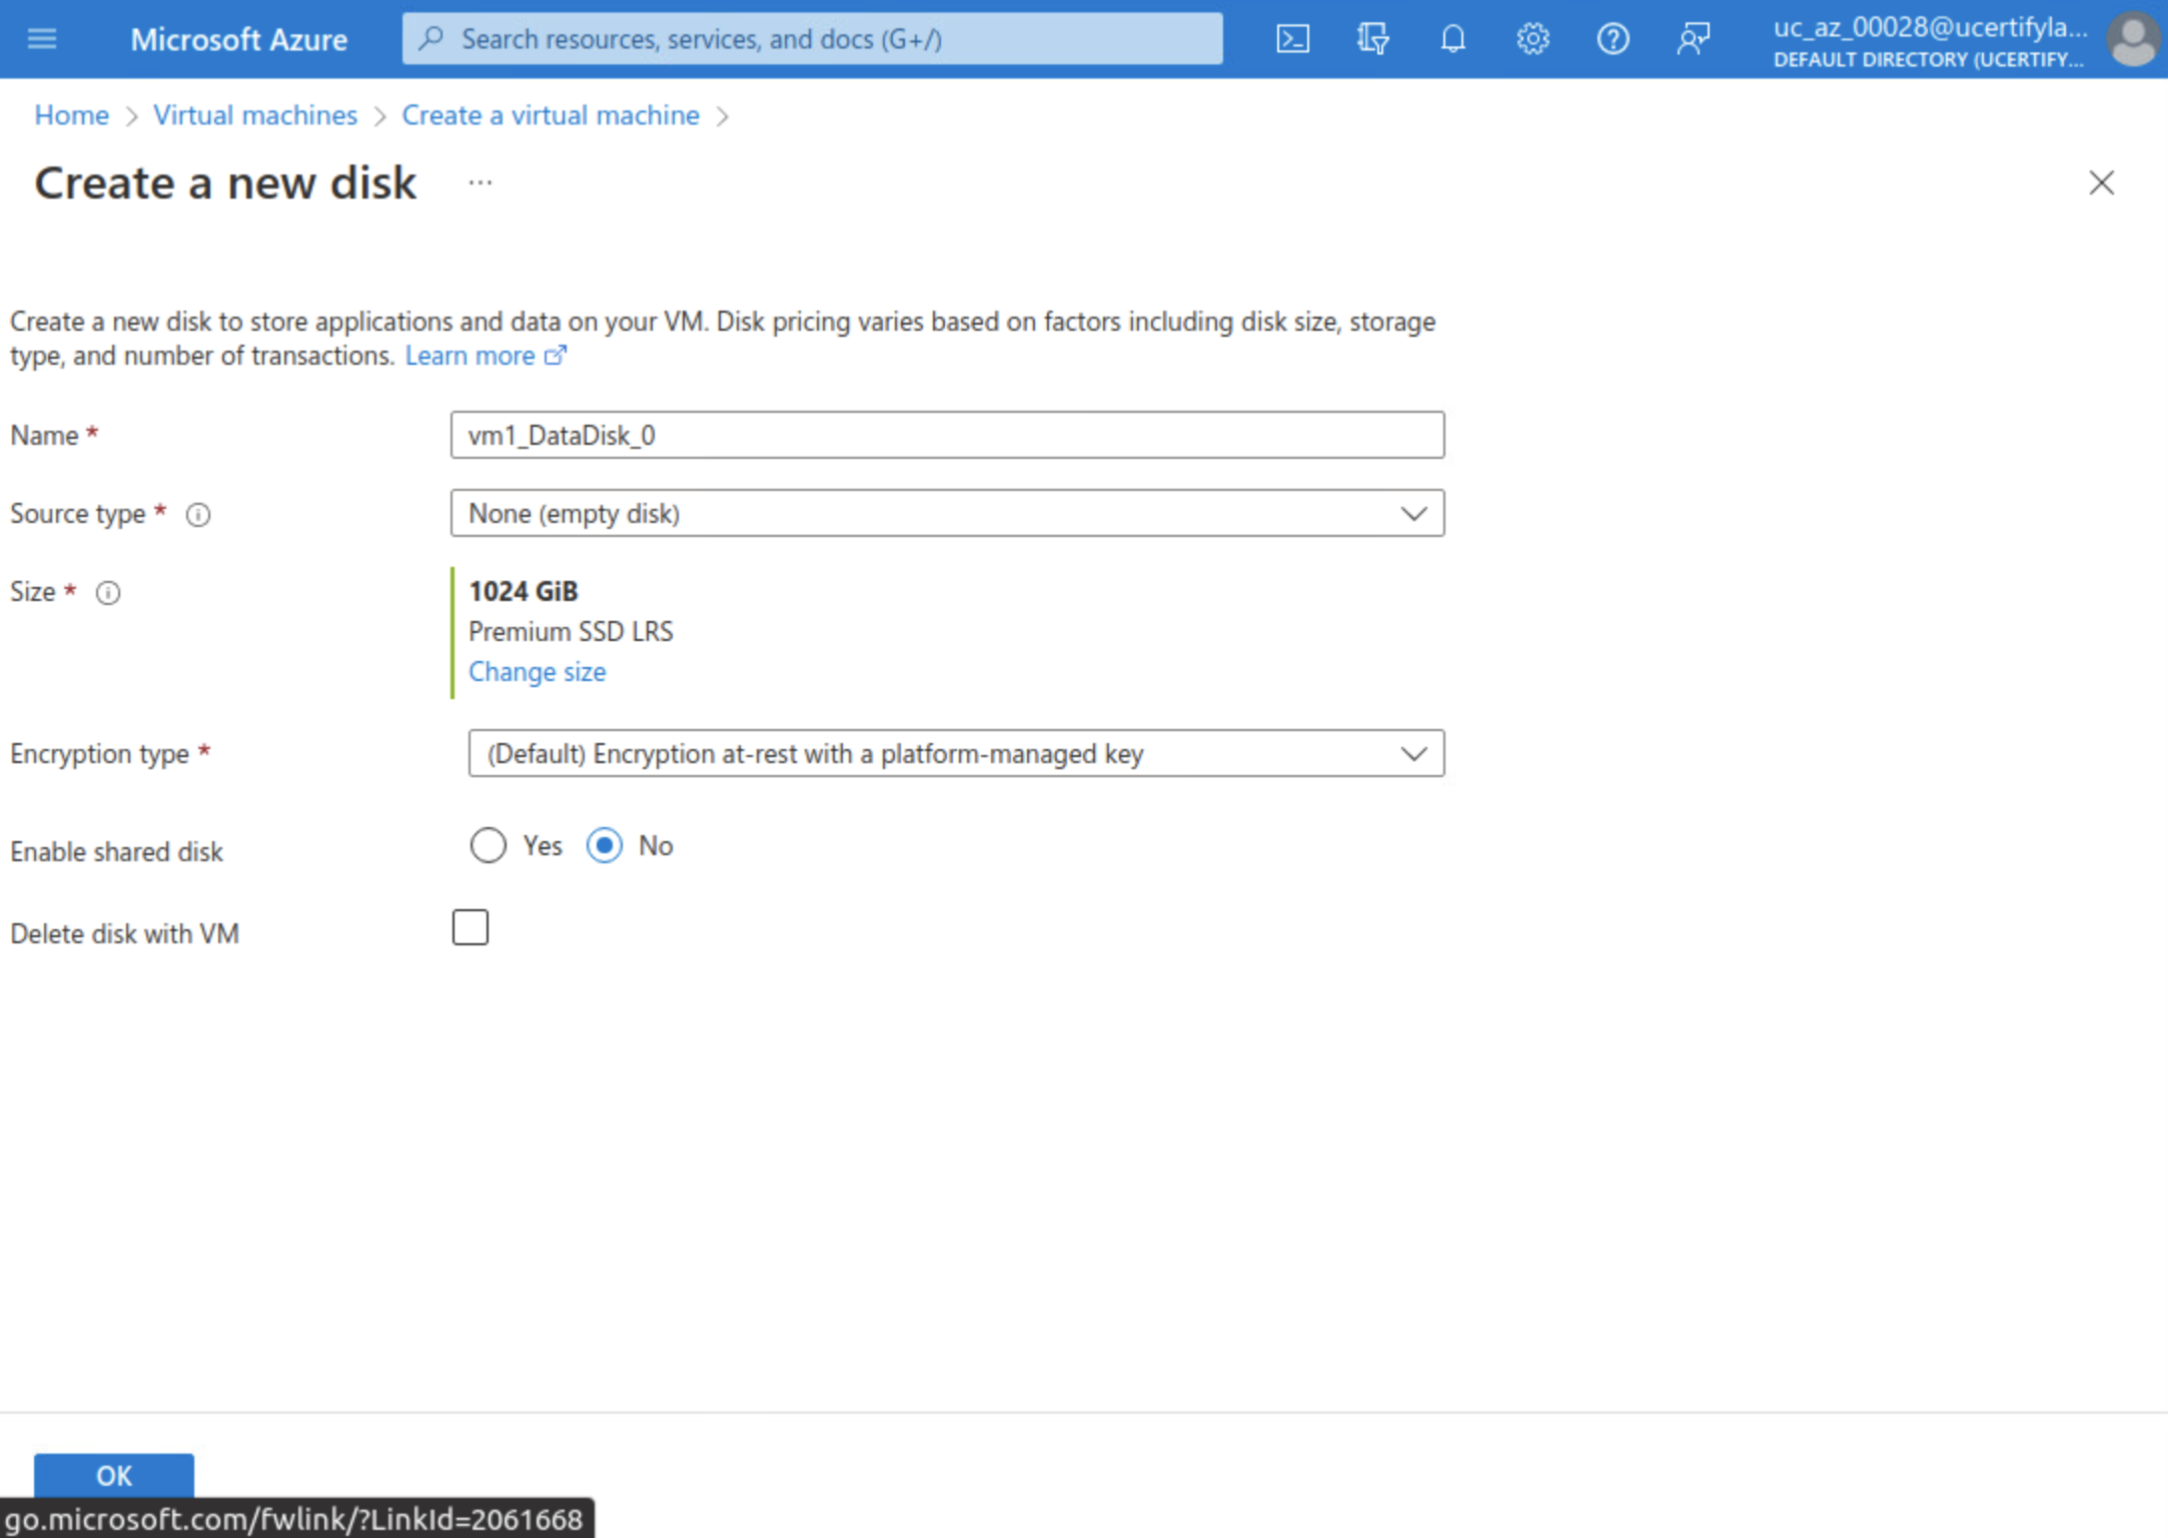 Microsoft Azure
Search resources, services, and docs (G+/)
uc_az_00028@ucertifyla...
DEFAULT DIRECTORY (UCERTIFY...
Home > Virtual machines > Create a virtual machine >
Create a new disk ...
Create a new disk to store applications and data on your VM. Disk pricing varies based on factors including disk size, storage
type, and number of transactions. Learn more
Name *
vm1_DataDisk_0
Source type *
None (empty disk)
Size *
1024 GiB
Premium SSD LRS
Change size
Encryption type *
(Default) Encryption at-rest with a platform-managed key
Enable shared disk
Yes No
Delete disk with VM
OK
go.microsoft.com/fwlink/?LinkId=2061668